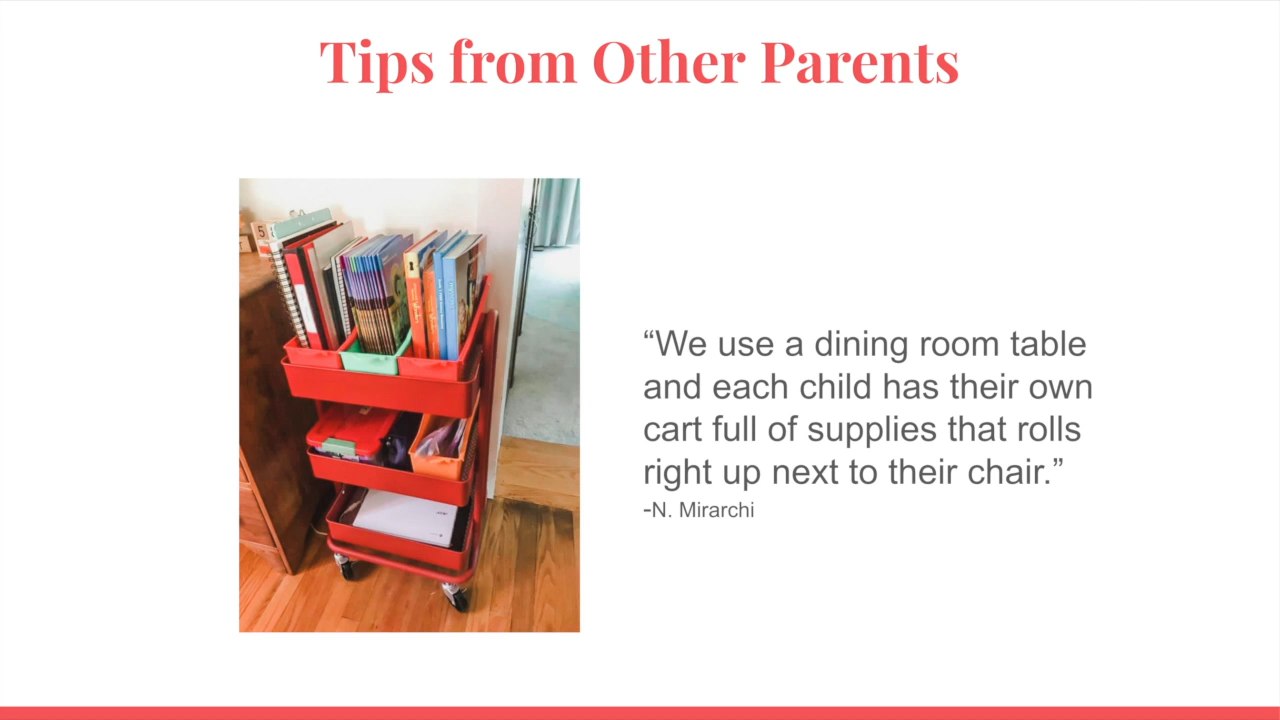 Tips from Other Parents
5
“We use a dining room table
and each child has their own
cart full of supplies that rolls
right up next to their chair.”
-N. Mirarchi